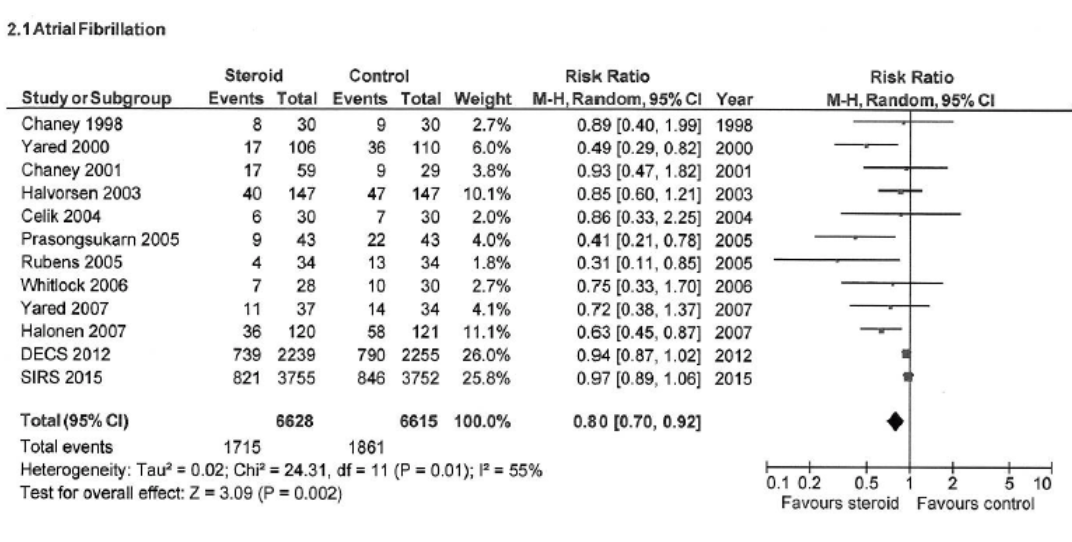 2.1 Atrial Fibrillation
Steroid Control Risk Ratio Risk Ratio
Study or Subgroup Events Total Events Total Weight M-H, Random, 95% CI Year M-H, Random, 95% CI
Chaney 1998 8 30 9 30 2.7% 0.89 [0.40, 1.99] 1998
Yared 2000 17 106 36 110 6.0% 0.49 [0.29, 0.82] 2000
Chaney 2001 17 59 9 29 3.8% 0.93 [0.47, 1.82] 2001
Halvorsen 2003 40 147 47 147 10.1% 0.85 [0.60, 1.21] 2003
Celik 2004 6 30 7 30 2.0% 0.86 [0.33, 2.25] 2004
Prasongsukarn 2005 9 43 22 43 4.0% 0.41 [0.21, 0.78] 2005
Rubens 2005 4 34 13 34 1.8% 0.31 [0.11, 0.85] 2005
Whitlock 2006 7 28 10 30 2.7% 0.75 [0.33, 1.70] 2006
Yared 2007 11 37 14 34 4.1% 0.72 [0.38, 1.37] 2007
Halonen 2007 36 120 58 121 11.1% 0.63 [0.45, 0.87] 2007
DECS 2012 739 2239 790 2255 26.0% 0.94 [0.87, 1.02] 2012
SIRS 2015 821 3755 846 3752 25.8% 0.97 [0.89, 1.06] 2015
Total (95% CI) 6628 6615 100.0% 0.80 [0.70, 0.92]
Total events 1715 1861
Heterogeneity: Tau² = 0.02; Chi² = 24.31, df = 11 (P = 0.01); I² = 55%
Test for overall effect: Z = 3.09 (P = 0.002)
0.1 0.2 0.5 1 2 5 10
Favours steroid Favours control